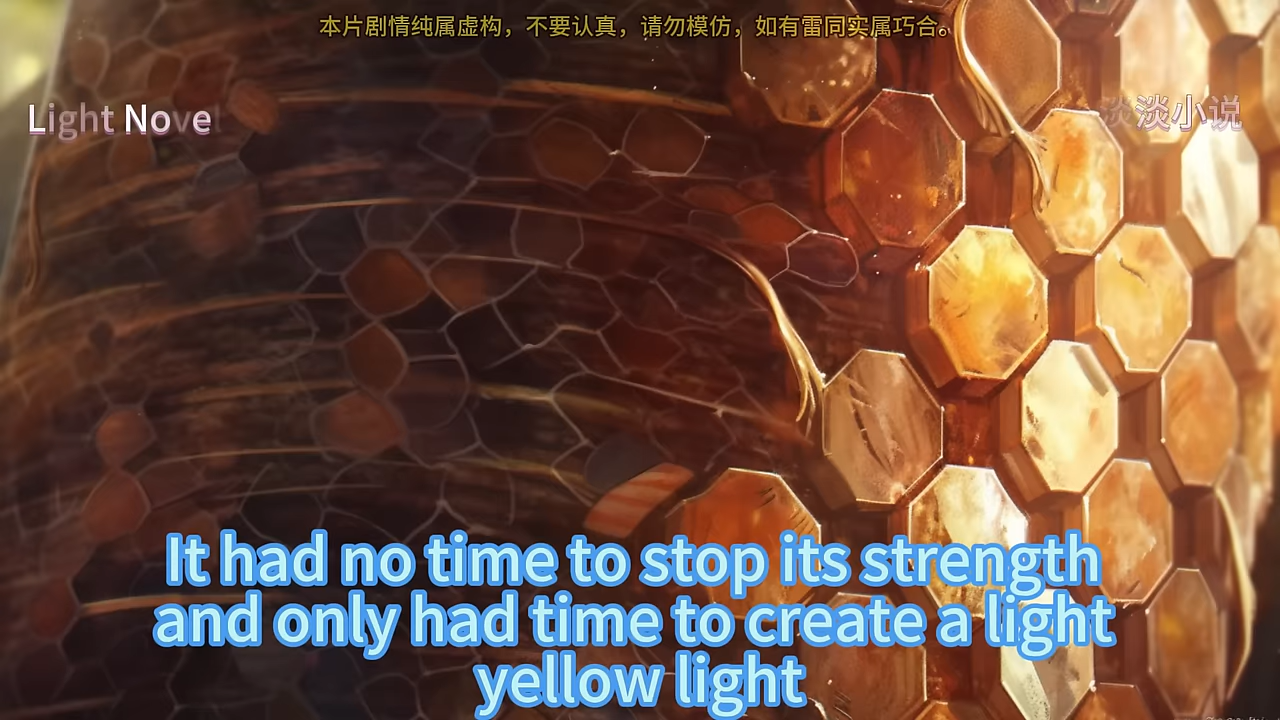 本片剧情纯属虚构，不要认真，请勿模仿，如有雷同实属巧合。
Light Novel
淡淡小说
It had no time to stop its strength
and only had time to create a light
yellow light